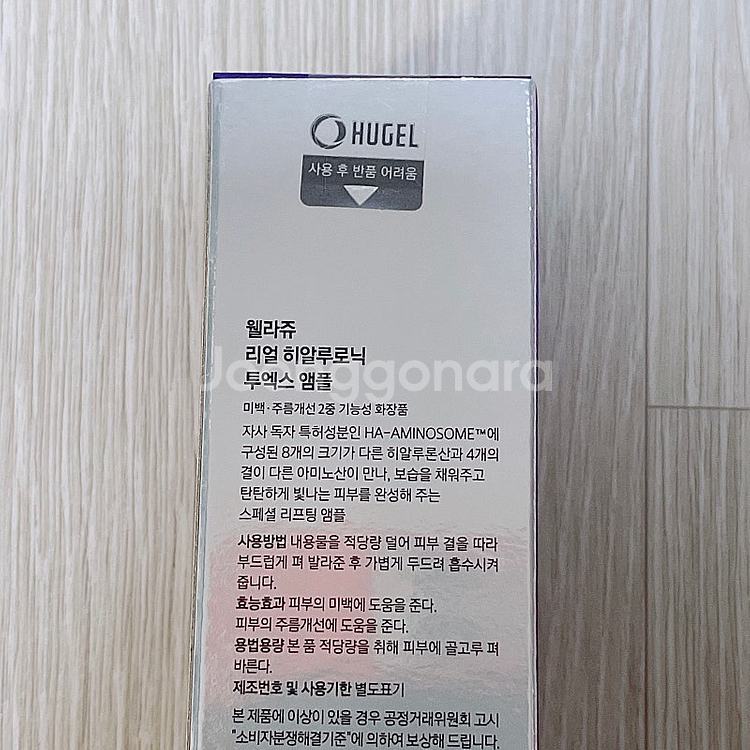 HUGEL
사용 후 반품 어려움
웰라쥬
리얼 히알루로닉
투엑스 앰플
Joonggonara
미백·주름개선 2중 기능성 화장품
자사 독자 특허성분인 HA-AMINOSOME™에
구성된 8개의 크기가 다른 히알루론산과 4개의
결이 다른 아미노산이 만나, 보습을 채워주고
탄탄하게 빛나는 피부를 완성해 주는
스페셜 리프팅 앰플
사용방법 내용물을 적당량 덜어 피부 결을 따라
부드럽게 펴 발라준 후 가볍게 두드려 흡수시켜
줍니다.
효능효과 피부의 미백에 도움을 준다.
피부의 주름개선에 도움을 준다.
용법용량 본 품 적당량을 취해 피부에 골고루 펴
바른다.
제조번호 및 사용기한 별도표기
본 제품에 이상이 있을 경우 공정거래위원회 고시
"소비자분쟁해결기준"에 의하여 보상해 드립니다.